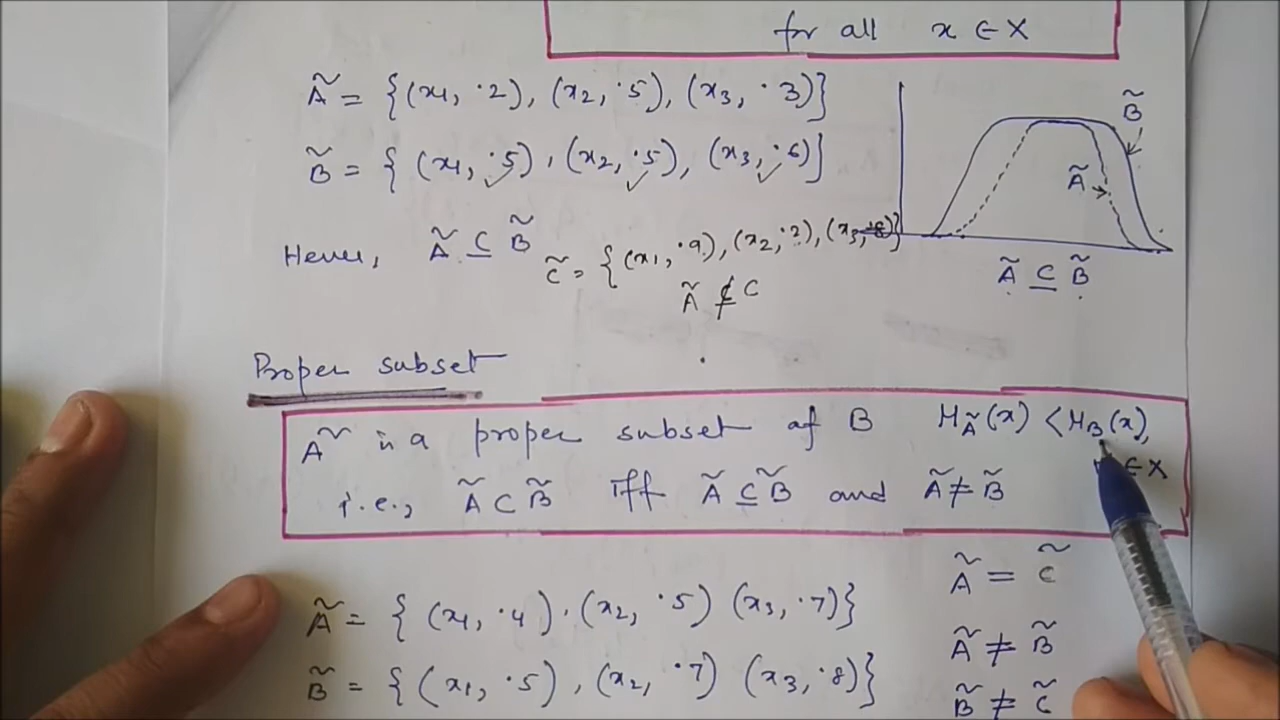 for all x ∈ X
Ã = {(x1, ·2), (x2, ·5), (x3, ·3)}
B̃ = { (x1, ·5), (x2, ·5), (x3, ·6)}
B̃
Ã
Hence, Ã ⊆ B̃
C̃ = {(x1, ·9), (x2, ·2), (x3, ·8)}
Ã ⊈ C
Ã ⊆ B̃
Proper subset
A~ is a proper subset of B μÃ(x) < μB(x),
∈ X
i.e., Ã ⊂ B̃ Iff Ã ⊆ B̃ and Ã ≠ B̃
Ã = { (x1, ·4), (x2, ·5) (x3, ·7)}
B̃ = { (x1, ·5), (x2, ·7) (x3, ·8)}
Ã = C̃
Ã ≠ B̃
B̃ ≠ C̃